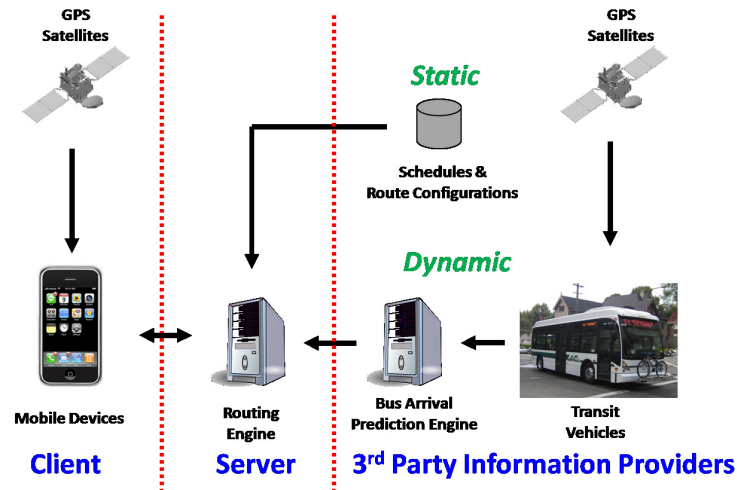 GPS
Satellites
GPS
Satellites
Static
Schedules &
Route Configurations
Dynamic
Mobile Devices
Routing
Engine
Bus Arrival
Prediction Engine
Transit
Vehicles
Client
Server
3rd Party Information Providers